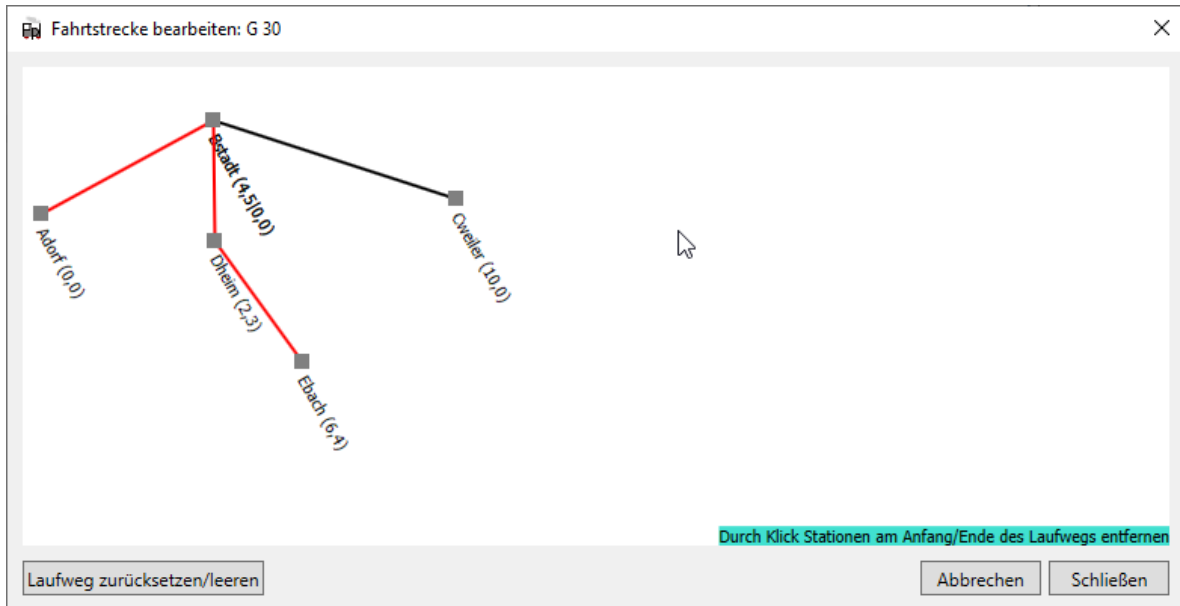 Fahrtstrecke bearbeiten: G 30
Bstadt (4,5|0,0)
Adorf (0,0)
Cweiler (10,0)
Dheim (2,3)
Ebach (6,4)
Durch Klick Stationen am Anfang/Ende des Laufwegs entfernen
Laufweg zurücksetzen/leeren
Abbrechen
Schließen